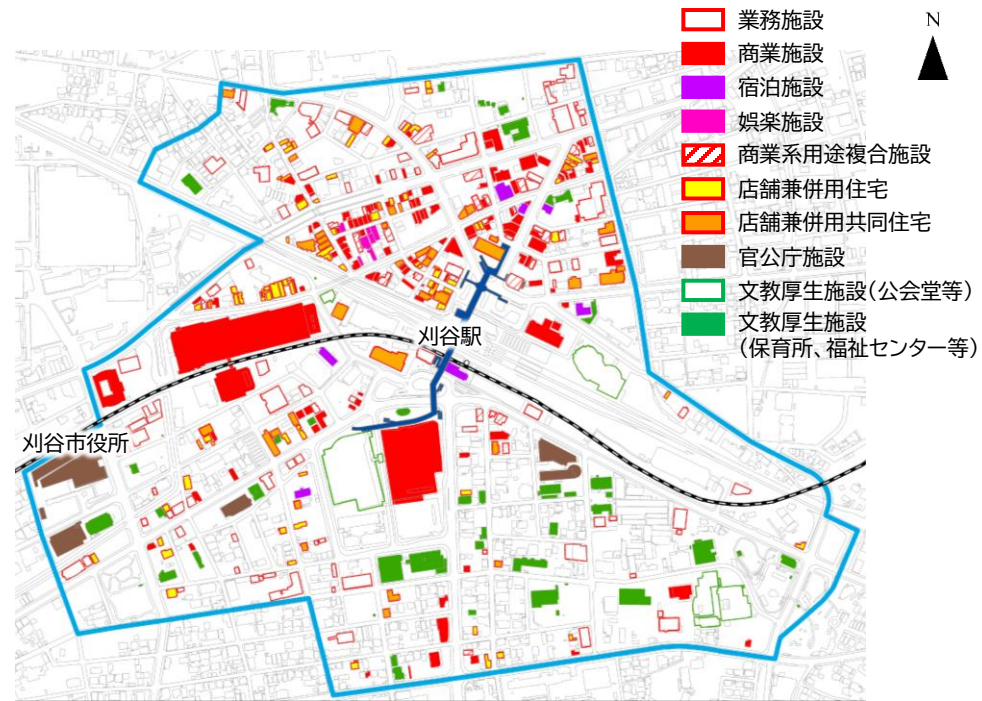 業務施設
N
商業施設
宿泊施設
娯楽施設
商業系用途複合施設
店舗兼併用住宅
店舗兼併用共同住宅
官公庁施設
文教厚生施設(公会堂等)
文教厚生施設
(保育所、福祉センター等)
刈谷駅
刈谷市役所